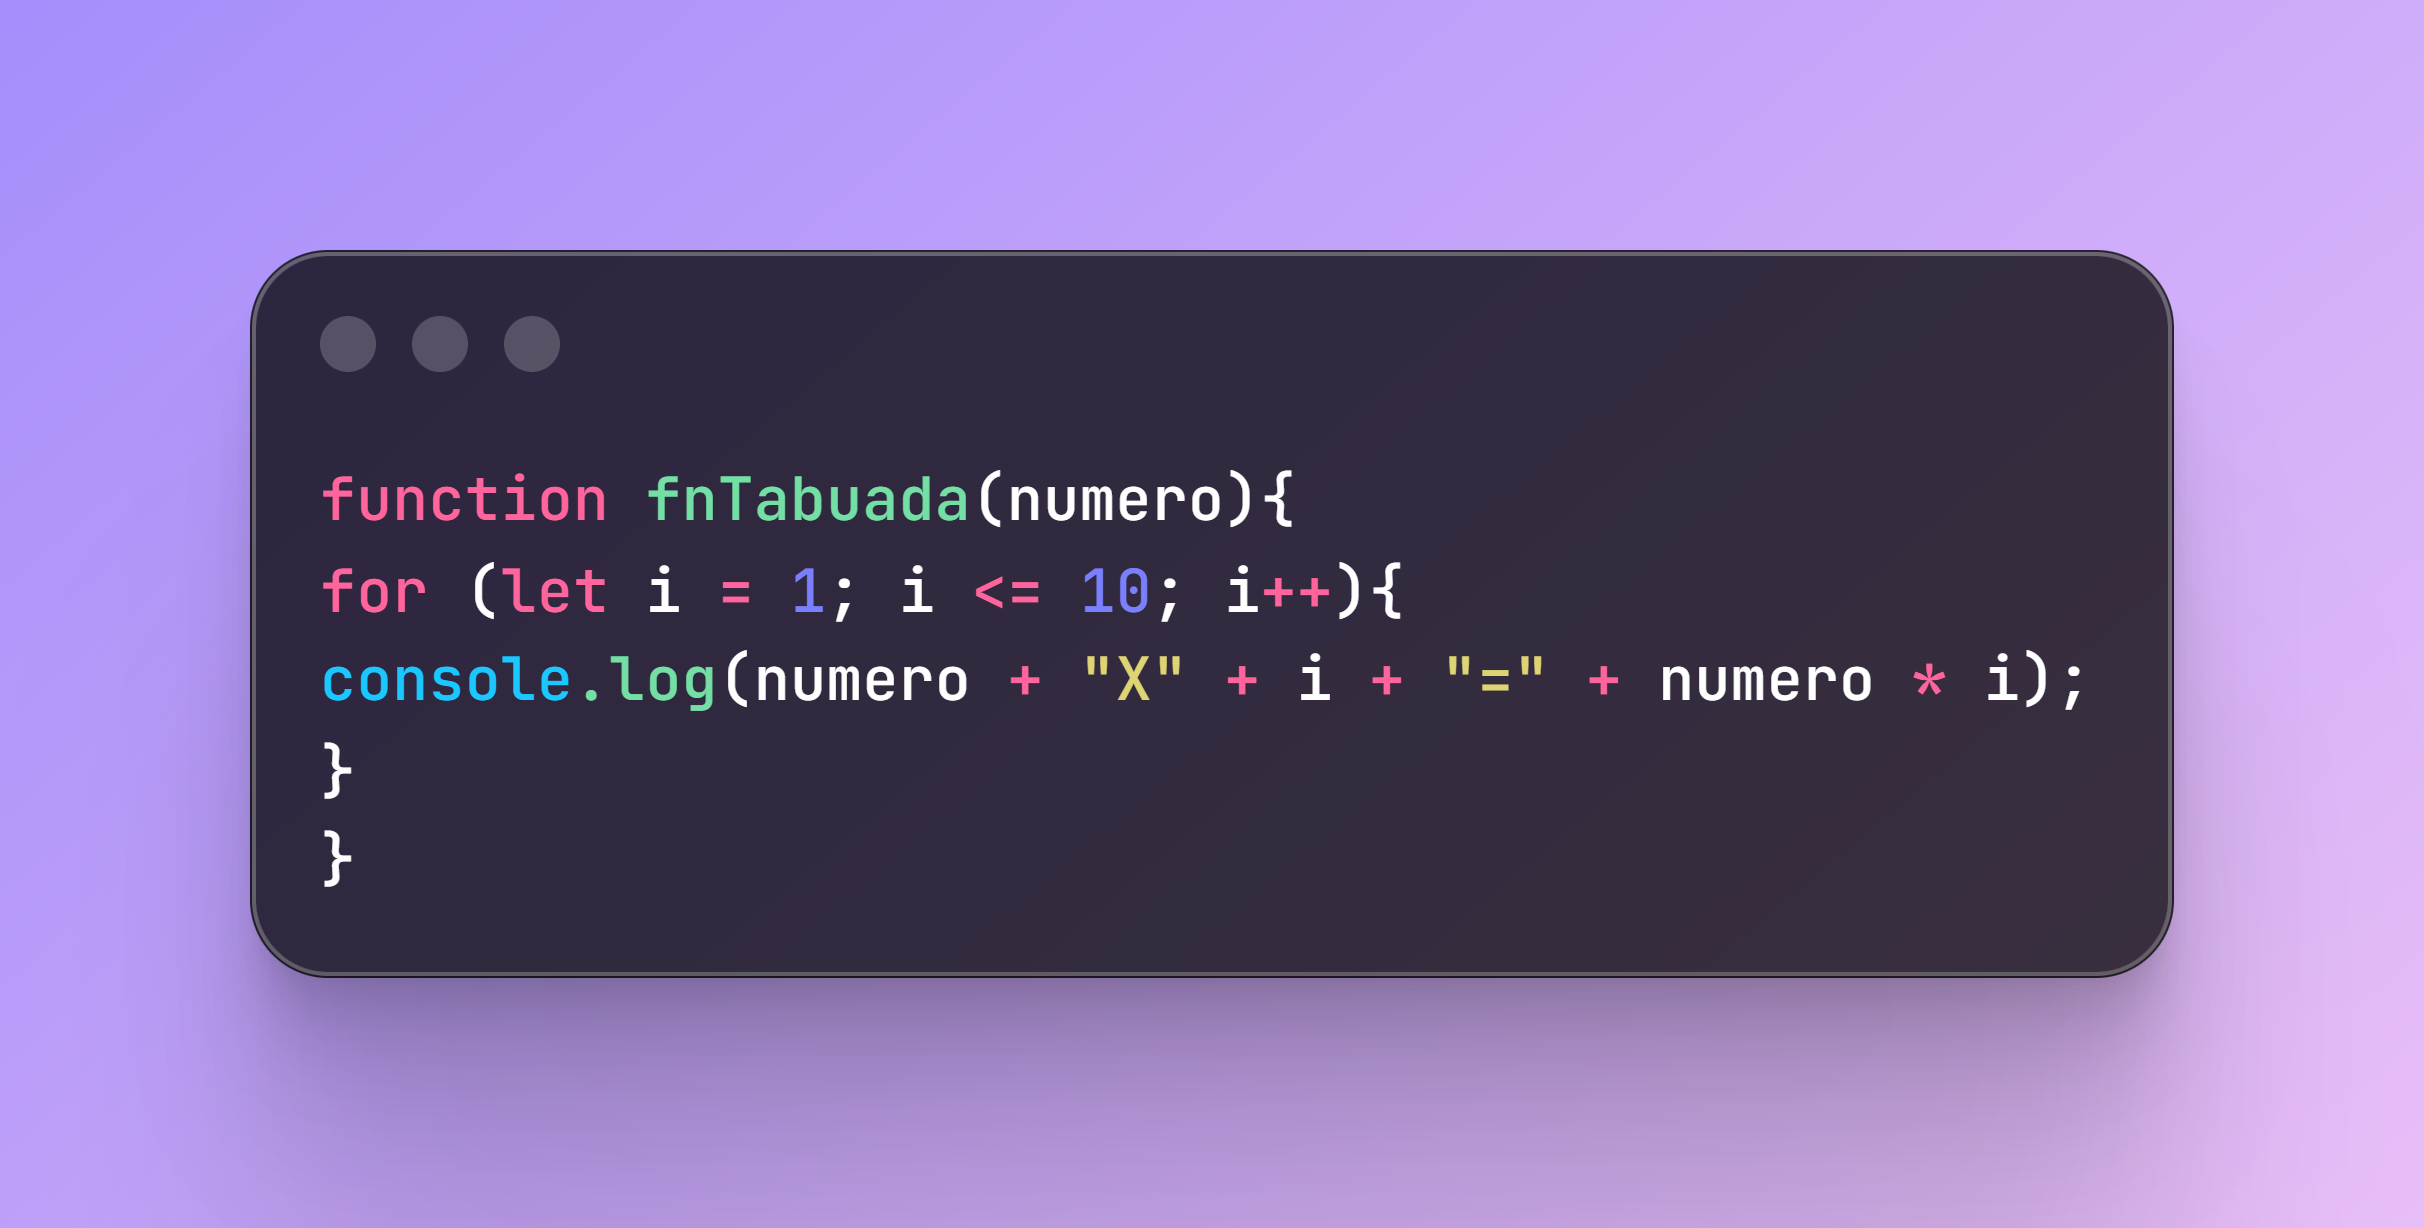 function fnTabuada(numero){
for (let i = 1; i <= 10; i++){
console.log(numero + "X" + i + "=" + numero * i);
}
}